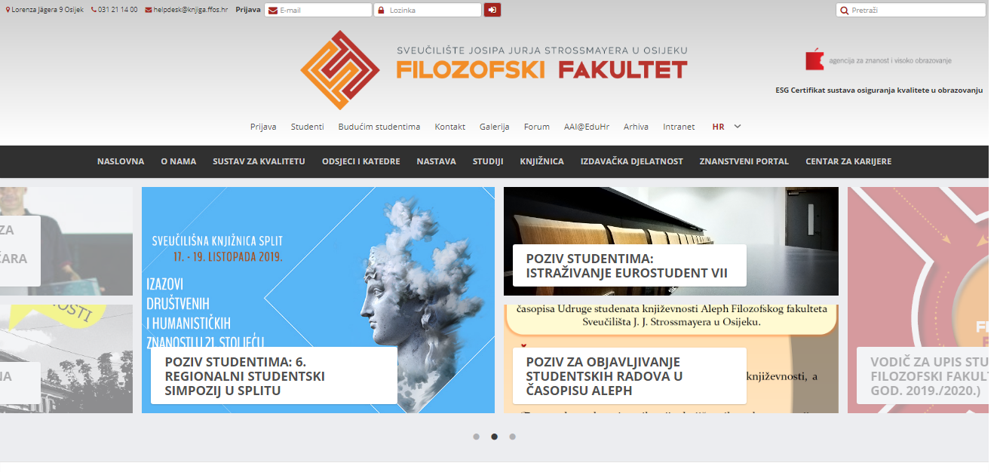 Lorenza Jägera 9 Osijek 031 21 14 00 helpdesk@knjiga.ffos.hr Prijava E-mail Lozinka Pretraži
SVEUČILIŠTE JOSIPA JURJA STROSSMAYERA U OSIJEKU
FILOZOFSKI FAKULTET
agencija za znanost i visoko obrazovanje
ESG Certifikat sustava osiguranja kvalitete u obrazovanju
Prijava Studenti Budućim studentima Kontakt Galerija Forum AAI@EduHr Arhiva Intranet HR
NASLOVNA O NAMA SUSTAV ZA KVALITETU ODSJECI I KATEDRE NASTAVA STUDIJI KNJIŽNICA IZDAVAČKA DJELATNOST ZNANSTVENI PORTAL CENTAR ZA KARIJERE
ZA
ČARA
NA
SVEUČILIŠNA KNJIŽNICA SPLIT
17. - 19. LISTOPADA 2019.
IZAZOVI
DRUŠTVENIH
I HUMANISTIČKIH
ZNANOSTI U 21. STOLJEĆU
POZIV STUDENTIMA: 6.
REGIONALNI STUDENTSKI
SIMPOZIJ U SPLITU
POZIV STUDENTIMA:
ISTRAŽIVANJE EUROSTUDENT VII
časopisa Udruge studenata književnosti Aleph Filozofskog fakulteta
Sveučilišta J. J. Strossmayera u Osijeku.
književnosti, a
POZIV ZA OBJAVLJIVANJE
STUDENTSKIH RADOVA U
ČASOPISU ALEPH
VODIČ ZA UPIS STU
FILOZOFSKI FAKULT
GOD. 2019./2020.)